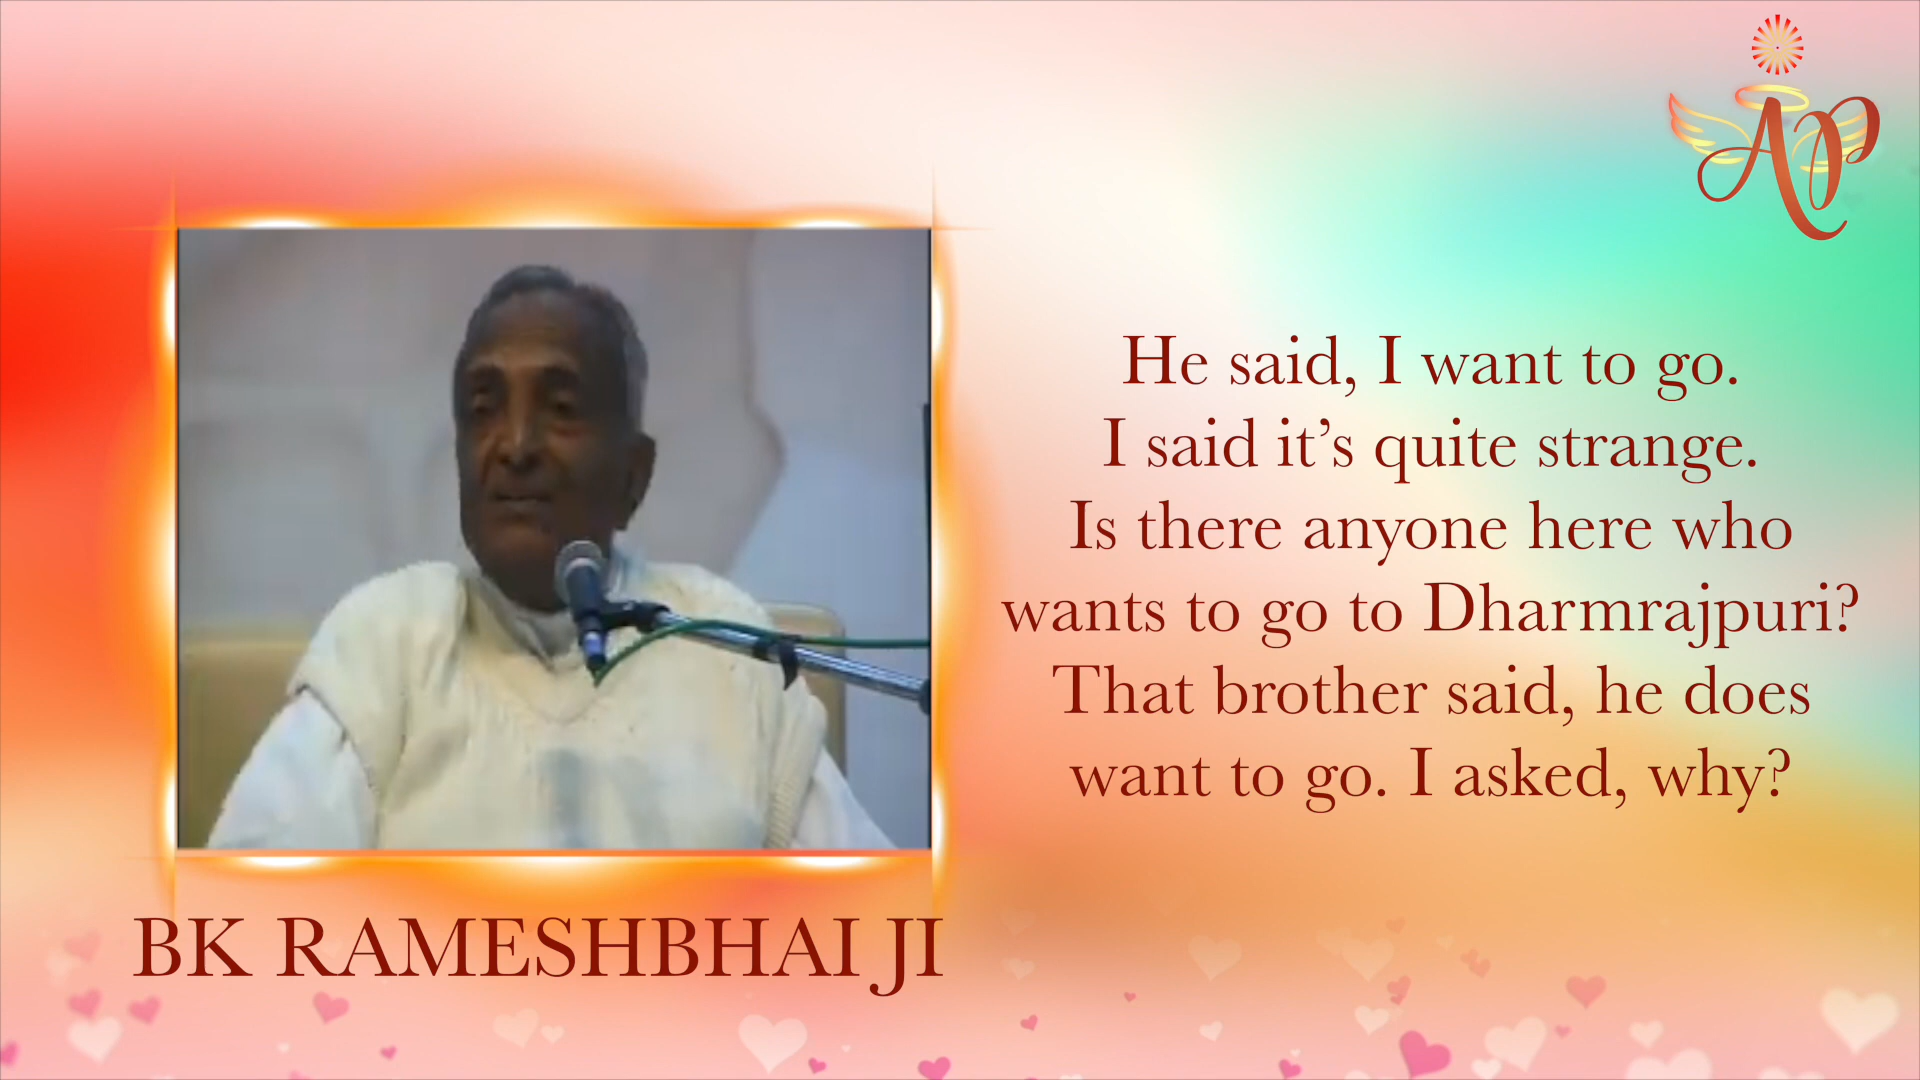 AP
He said, I want to go.
I said it’s quite strange.
Is there anyone here who
wants to go to Dharmrajpuri?
That brother said, he does
want to go. I asked, why?
BK RAMESHBHAI JI